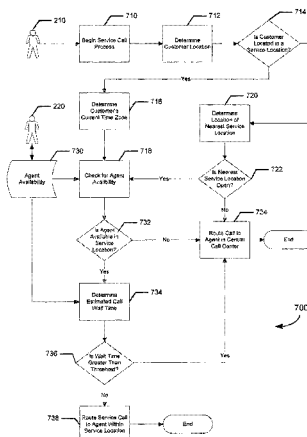 210
710
712
714
Begin Service Call
Process
Determine
Customer Location
Is Customer
Located in a
Service Location?
Yes
716
720
Determine
Customer's
Current Time Zone
Determine
Location of
Nearest Service
Location
220
730
718
722
Agent
Availability
Check for Agent
Availability
Yes
Is Nearest
Service Location
Open?
No
732
734
Is Agent
Available in
Service
Location?
No
Route Call to
Agent in Central
Call Center
End
Yes
734
Determine
Estimated Call
Wait Time
700
736
Is Wait Time
Greater Than
Threshold?
Yes
No
738
Route Service Call
to Agent Within
Service Location
End